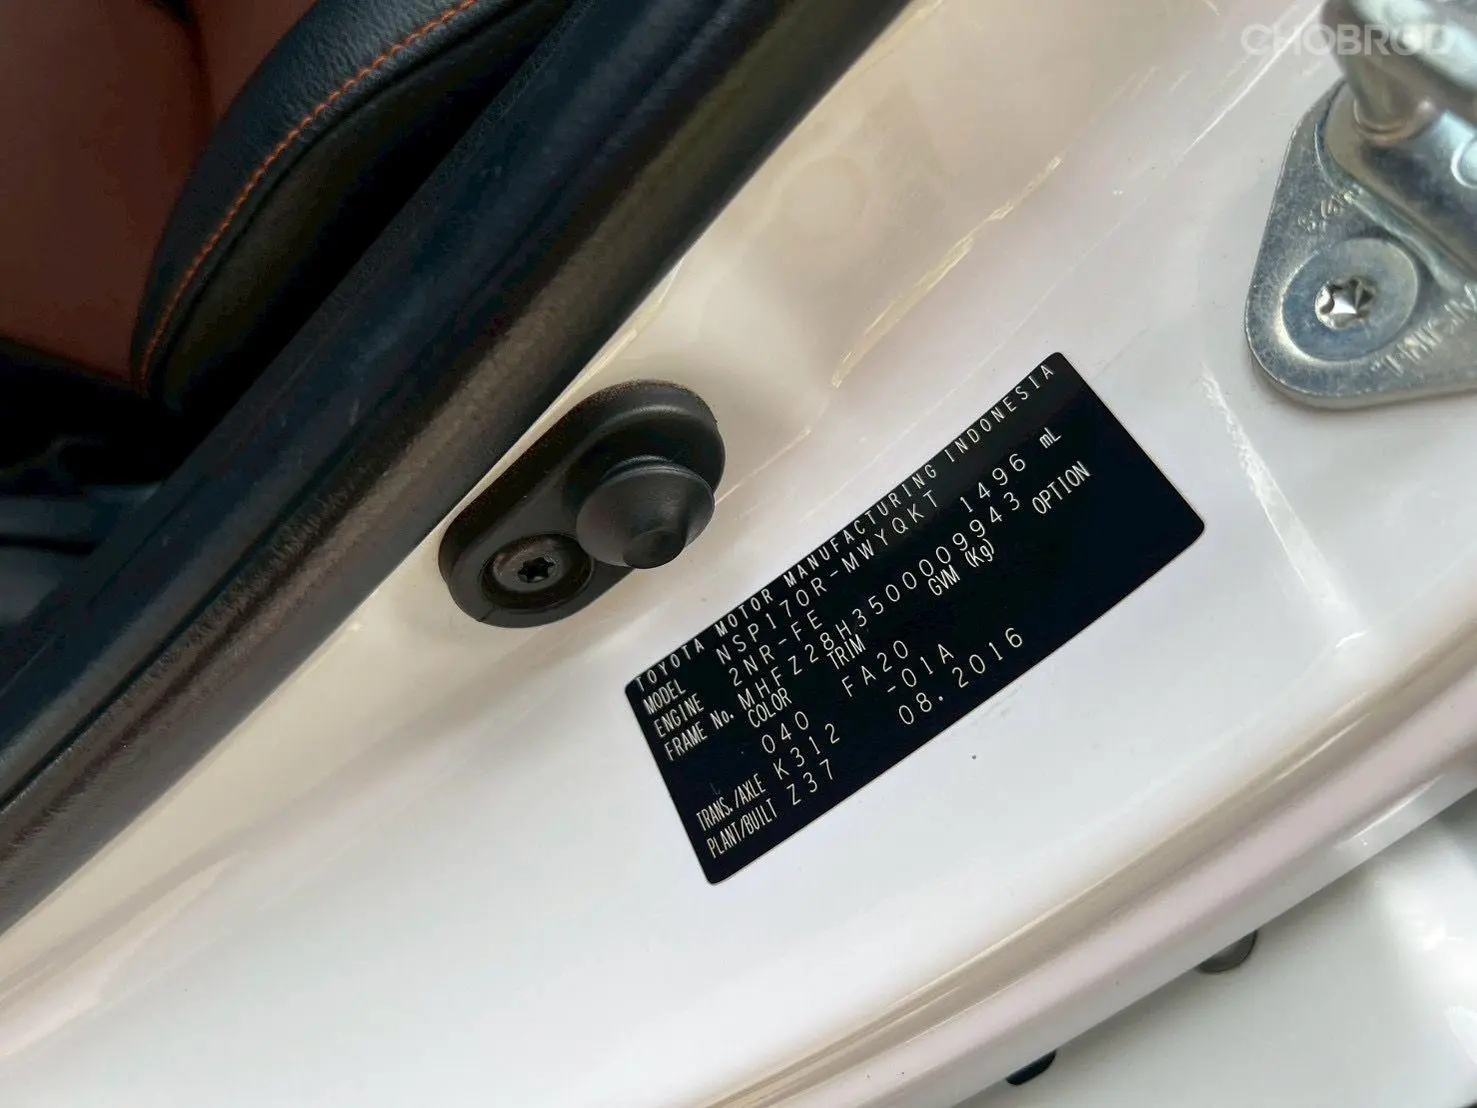 CHOBROD
TOYOTA MOTOR MANUFACTURING INDONESIA
MODEL NSP170R-MWYQKT
ENGINE 2NR-FE 1496 mL
FRAME No. MHFZ28H3500009943
COLOR TRIM GVM (Kg) OPTION
040 FA20
TRANS./AXLE K312 -01A
PLANT/BUILT Z37 08.2016